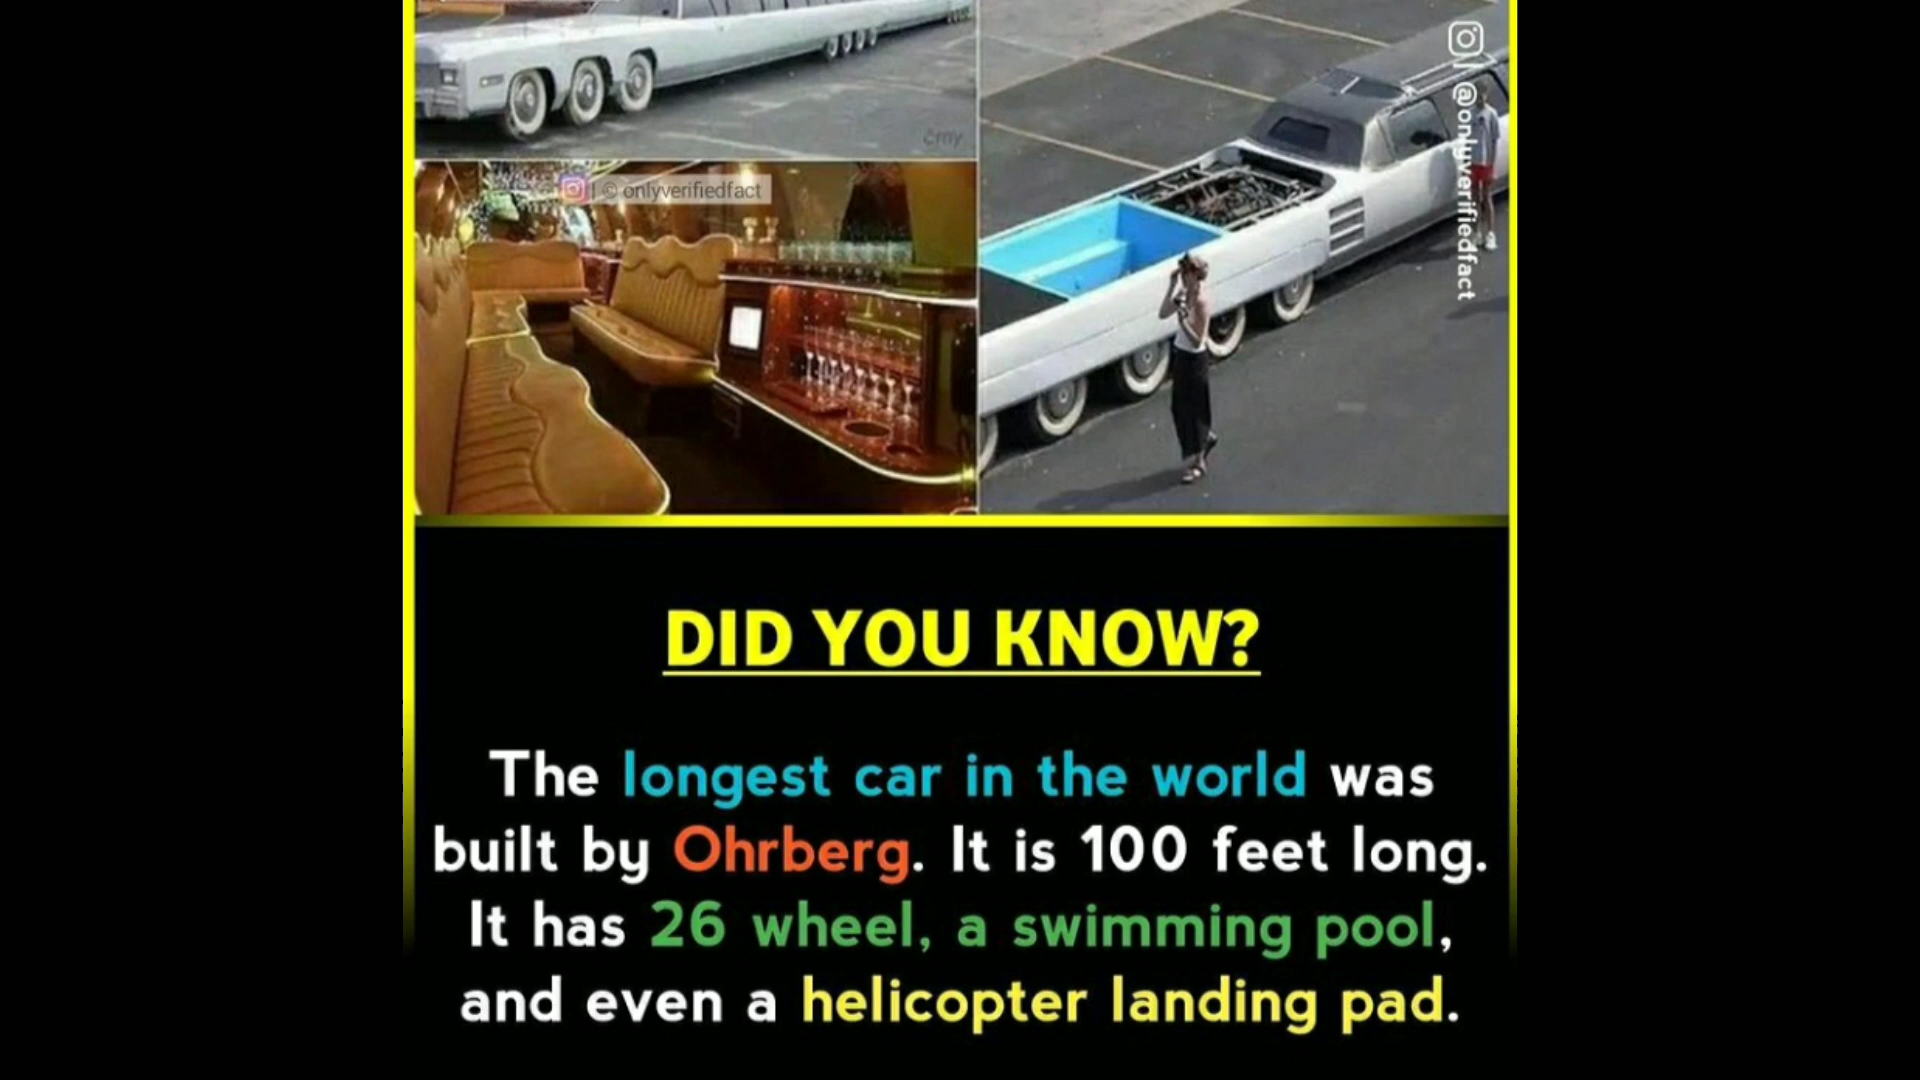 Crny
@onlyverifiedfact
© onlyverifiedfact
DID YOU KNOW?
The longest car in the world was
built by Ohrberg. It is 100 feet long.
It has 26 wheel, a swimming pool,
and even a helicopter landing pad.